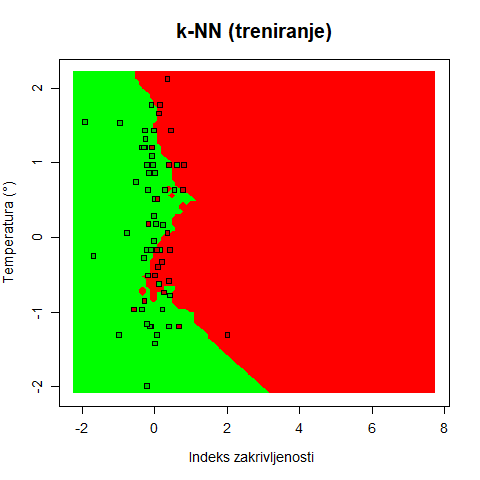 k-NN (treniranje)
Temperatura (°)
2
1
0
-1
-2
-2 0 2 4 6 8
Indeks zakrivljenosti